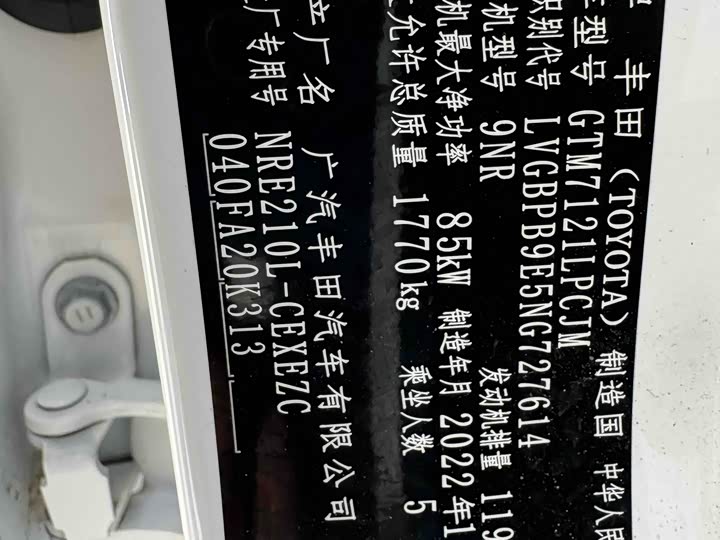 丰田(TOYOTA) 制造国 中华人民
车型号 GTM7121LPCJM
识别代号 LVGBPB9E5NG727614
机型号 9NR 发动机排量 119
机最大净功率 85kW 制造年月 2022年1
允许总质量 1770kg 乘坐人数 5
产厂名 广汽丰田汽车有限公司
厂专用号 NRE210L-CEXEZC
040FA20K313